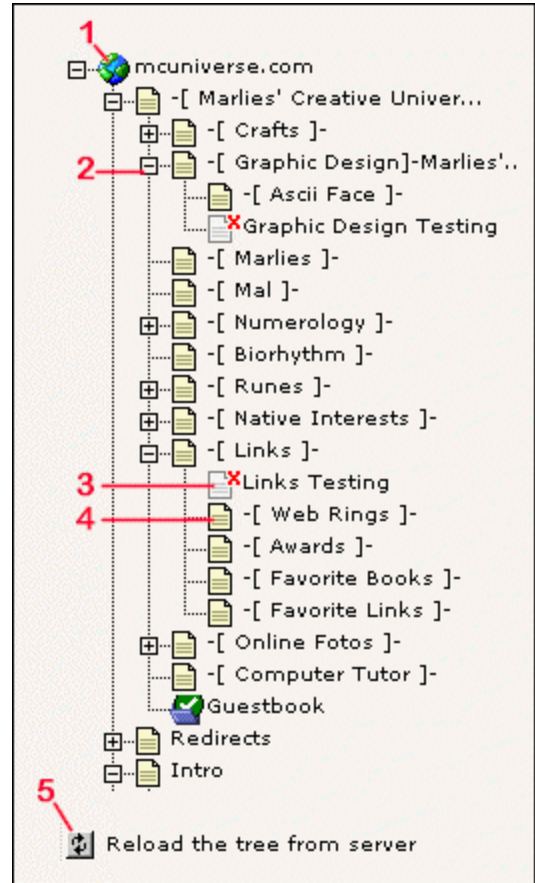 1
mcuniverse.com
-[ Marlies' Creative Univer...
-[ Crafts ]-
2
-[ Graphic Design]-Marlies'..
-[ Ascii Face ]-
Graphic Design Testing
-[ Marlies ]-
-[ Mal ]-
-[ Numerology ]-
-[ Biorhythm ]-
-[ Runes ]-
-[ Native Interests ]-
-[ Links ]-
3
Links Testing
4
-[ Web Rings ]-
-[ Awards ]-
-[ Favorite Books ]-
-[ Favorite Links ]-
-[ Online Fotos ]-
-[ Computer Tutor ]-
Guestbook
Redirects
Intro
5
Reload the tree from server